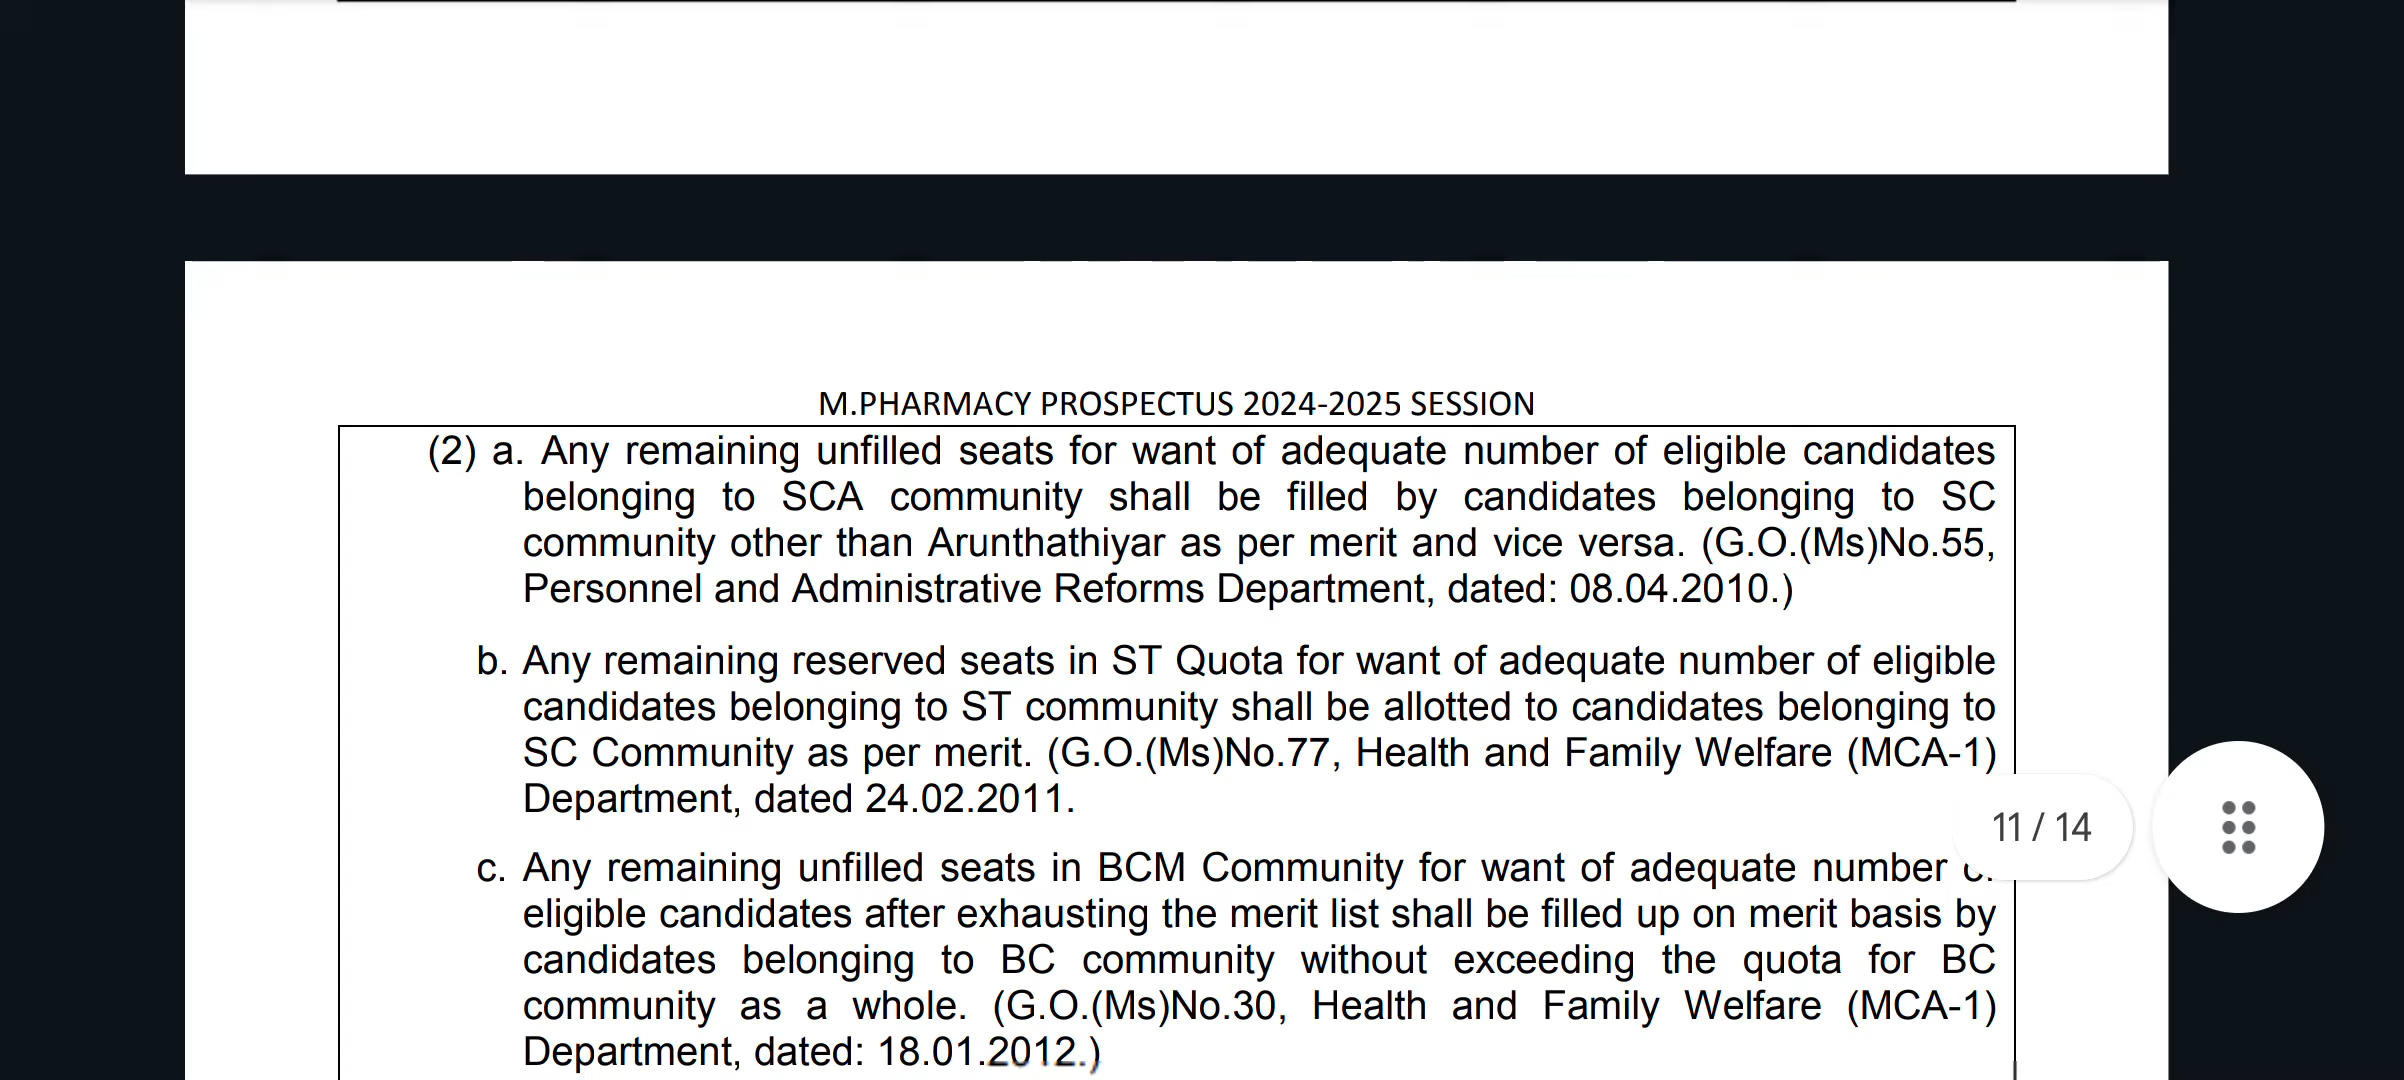 M.PHARMACY PROSPECTUS 2024-2025 SESSION
(2) a. Any remaining unfilled seats for want of adequate number of eligible candidates
belonging to SCA community shall be filled by candidates belonging to SC
community other than Arunthathiyar as per merit and vice versa. (G.O.(Ms)No.55,
Personnel and Administrative Reforms Department, dated: 08.04.2010.)
b. Any remaining reserved seats in ST Quota for want of adequate number of eligible
candidates belonging to ST community shall be allotted to candidates belonging to
SC Community as per merit. (G.O.(Ms)No.77, Health and Family Welfare (MCA-1)
Department, dated 24.02.2011.
11 / 14
c. Any remaining unfilled seats in BCM Community for want of adequate number
eligible candidates after exhausting the merit list shall be filled up on merit basis by
candidates belonging to BC community without exceeding the quota for BC
community as a whole. (G.O.(Ms)No.30, Health and Family Welfare (MCA-1)
Department, dated: 18.01.2012.)